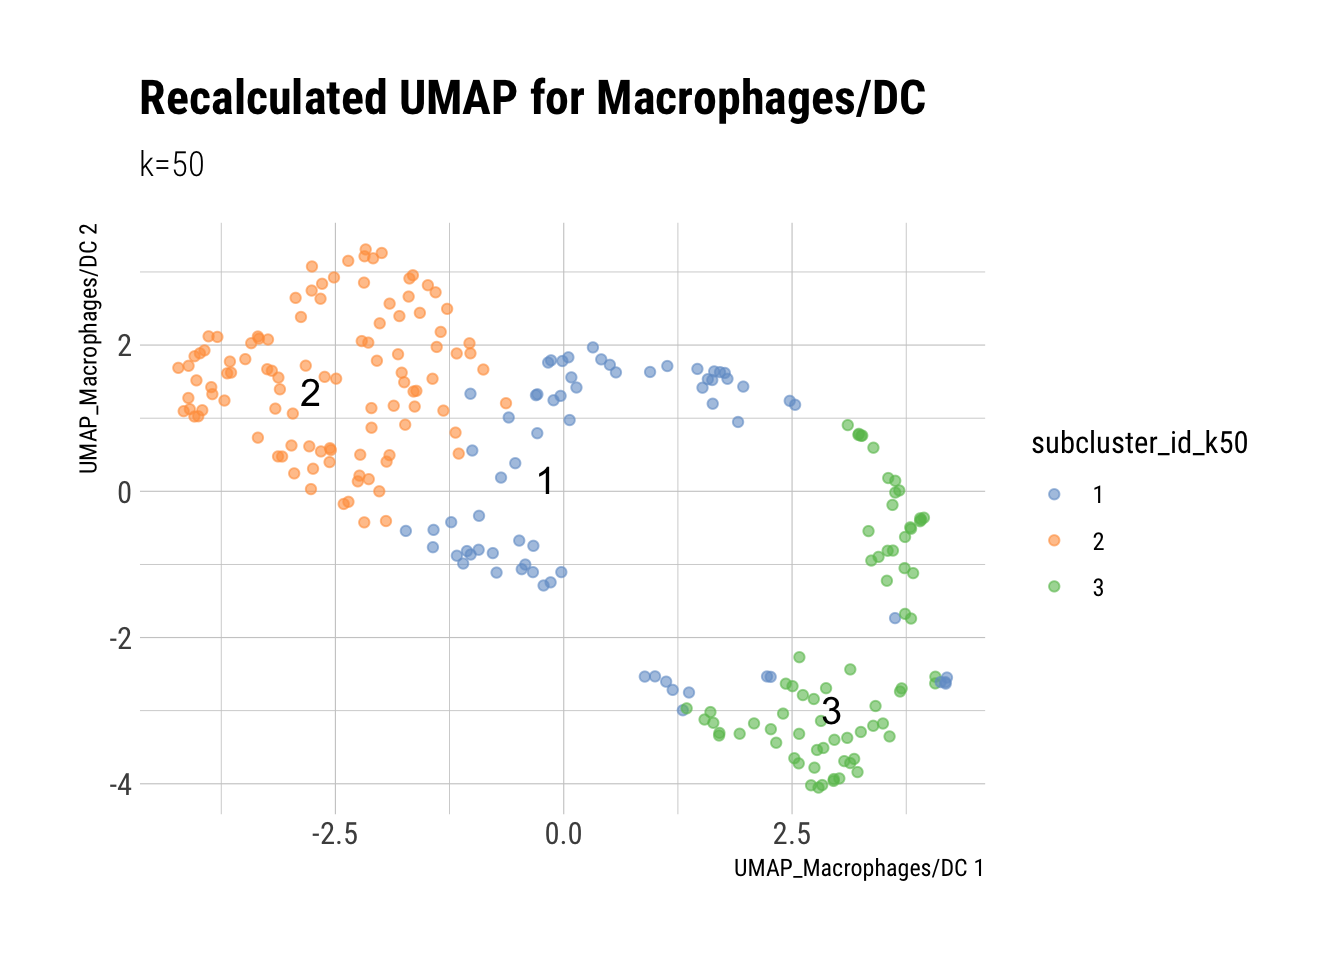 Recalculated UMAP for Macrophages/DC
k=50
UMAP_Macrophages/DC 2
2
0
-2
-4
2
1
3
-2.5
0.0
2.5
UMAP_Macrophages/DC 1
subcluster_id_k50
1
2
3